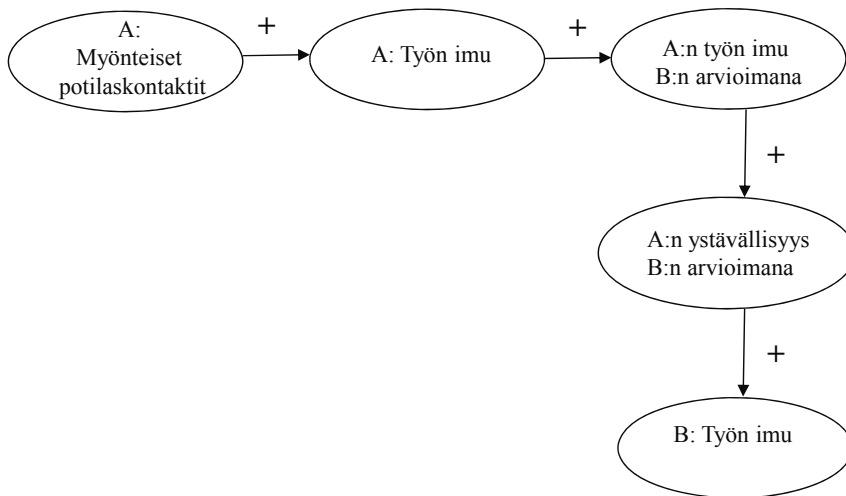 A:
Myönteiset
potilaskontaktit
+
A: Työn imu
+
A:n työn imu
B:n arvioimana
+
A:n ystävällisyys
B:n arvioimana
+
B: Työn imu